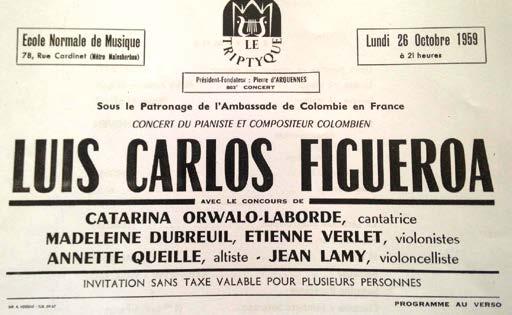 LE
TRIPTYQUE
Ecole Normale de Musique
78, Rue Cardinet (Métro Malesherbes)
Lundi 26 Octobre 1959
à 21 heures
Président-Fondateur : Pierre d'ARQUENNES
803e CONCERT
Sous le Patronage de l'Ambassade de Colombie en France
CONCERT DU PIANISTE ET COMPOSITEUR COLOMBIEN
LUIS CARLOS FIGUEROA
AVEC LE CONCOURS DE
CATARINA ORWALO-LABORDE, cantatrice
MADELEINE DUBREUIL, ETIENNE VERLET, violonistes
ANNETTE QUEILLE, altiste - JEAN LAMY, violoncelliste
INVITATION SANS TAXE VALABLE POUR PLUSIEURS PERSONNES
PROGRAMME AU VERSO